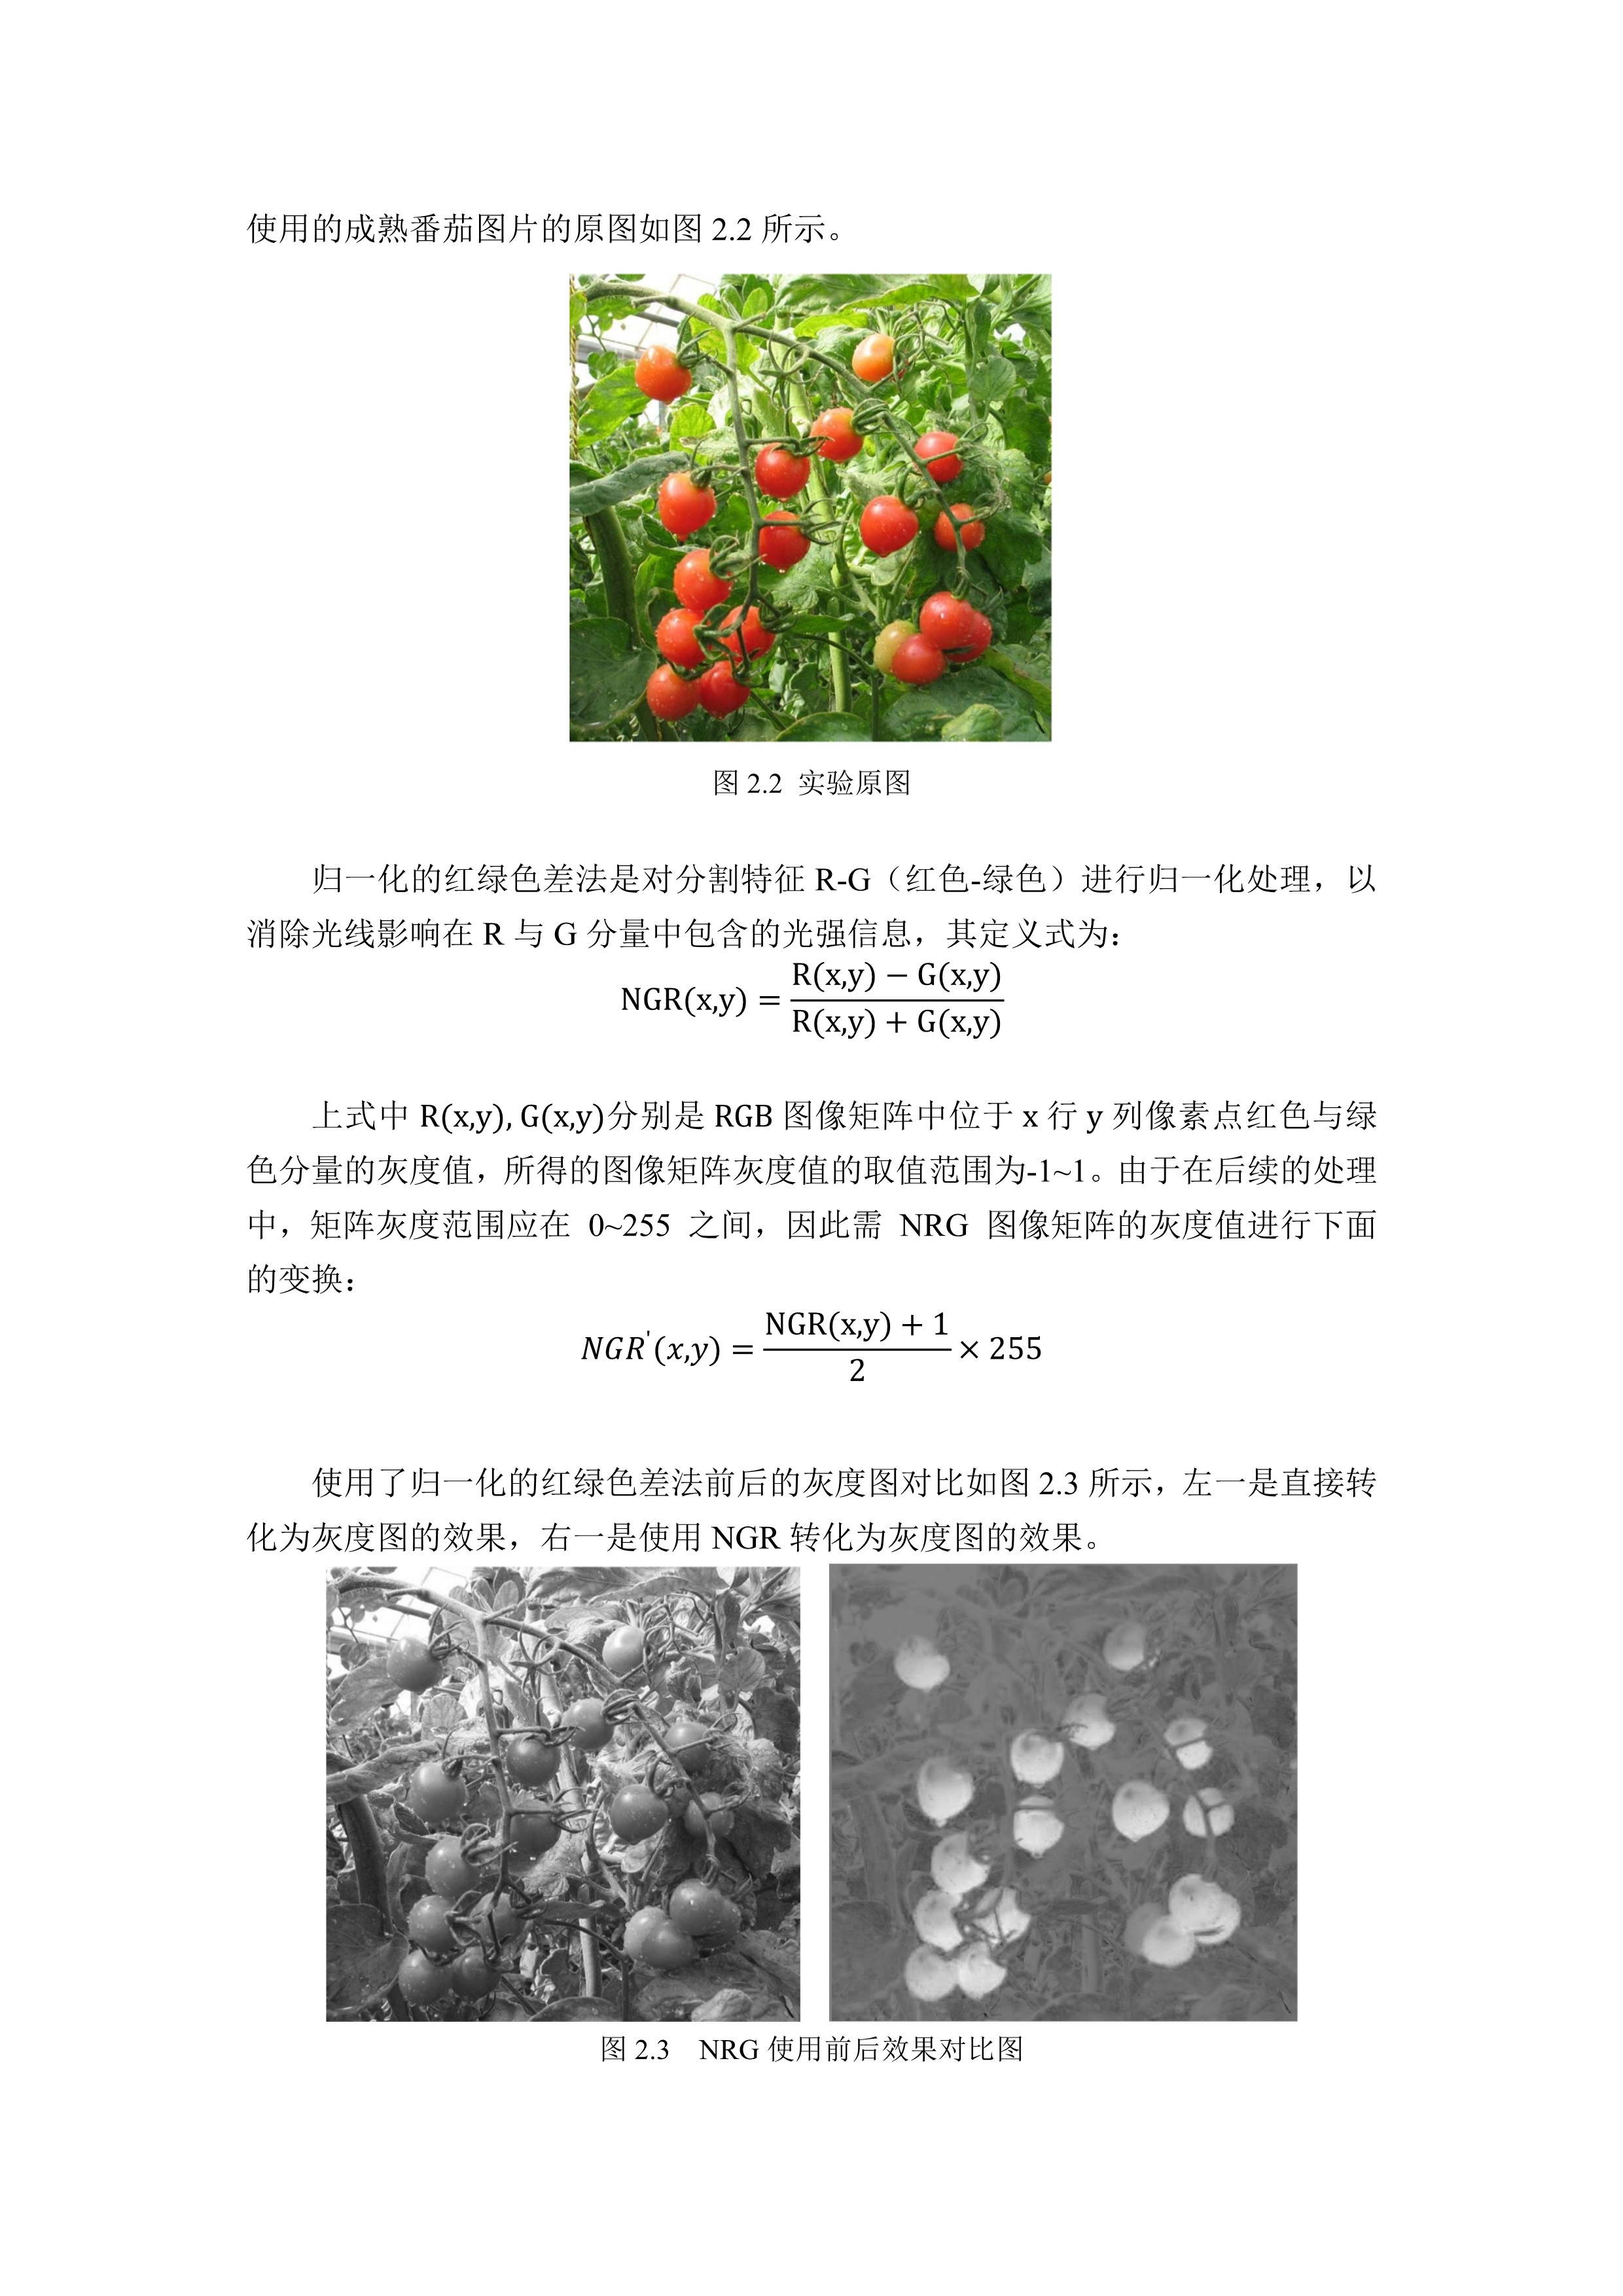 使用的成熟番茄图片的原图如图 2.2 所示。
图 2.2 实验原图
归一化的红绿色差法是对分割特征 R-G（红色-绿色）进行归一化处理，以
消除光线影响在 R 与 G 分量中包含的光强信息，其定义式为：
NGR(x,y) = (R(x,y) − G(x,y)) / (R(x,y) + G(x,y))
上式中 R(x,y), G(x,y)分别是 RGB 图像矩阵中位于 x 行 y 列像素点红色与绿
色分量的灰度值，所得的图像矩阵灰度值的取值范围为-1~1。由于在后续的处理
中，矩阵灰度范围应在 0~255 之间，因此需 NRG 图像矩阵的灰度值进行下面
的变换：
NGR'(x,y) = (NGR(x,y) + 1) / 2 × 255
使用了归一化的红绿色差法前后的灰度图对比如图 2.3 所示，左一是直接转
化为灰度图的效果，右一是使用 NGR 转化为灰度图的效果。
图 2.3 NRG 使用前后效果对比图